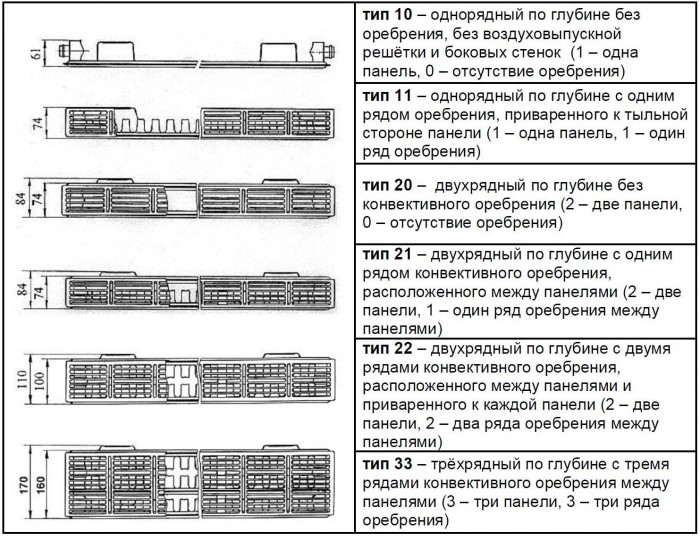 61
тип 10 – однорядный по глубине без
оребрения, без воздуховыпускной
решётки и боковых стенок (1 – одна
панель, 0 – отсутствие оребрения)
74
тип 11 – однорядный по глубине с одним
рядом оребрения, приваренного к тыльной
стороне панели (1 – одна панель, 1 – один
ряд оребрения)
84
74
тип 20 – двухрядный по глубине без
конвективного оребрения (2 – две панели,
0 – отсутствие оребрения)
84
74
тип 21 – двухрядный по глубине с одним
рядом конвективного оребрения,
расположенного между панелями (2 – две
панели, 1 – один ряд оребрения между
панелями)
110
100
тип 22 – двухрядный по глубине с двумя
рядами конвективного оребрения,
расположенного между панелями и
приваренного к каждой панели (2 – две
панели, 2 – два ряда оребрения между
панелями)
170
160
тип 33 – трёхрядный по глубине с тремя
рядами конвективного оребрения между
панелями (3 – три панели, 3 – три ряда
оребрения)